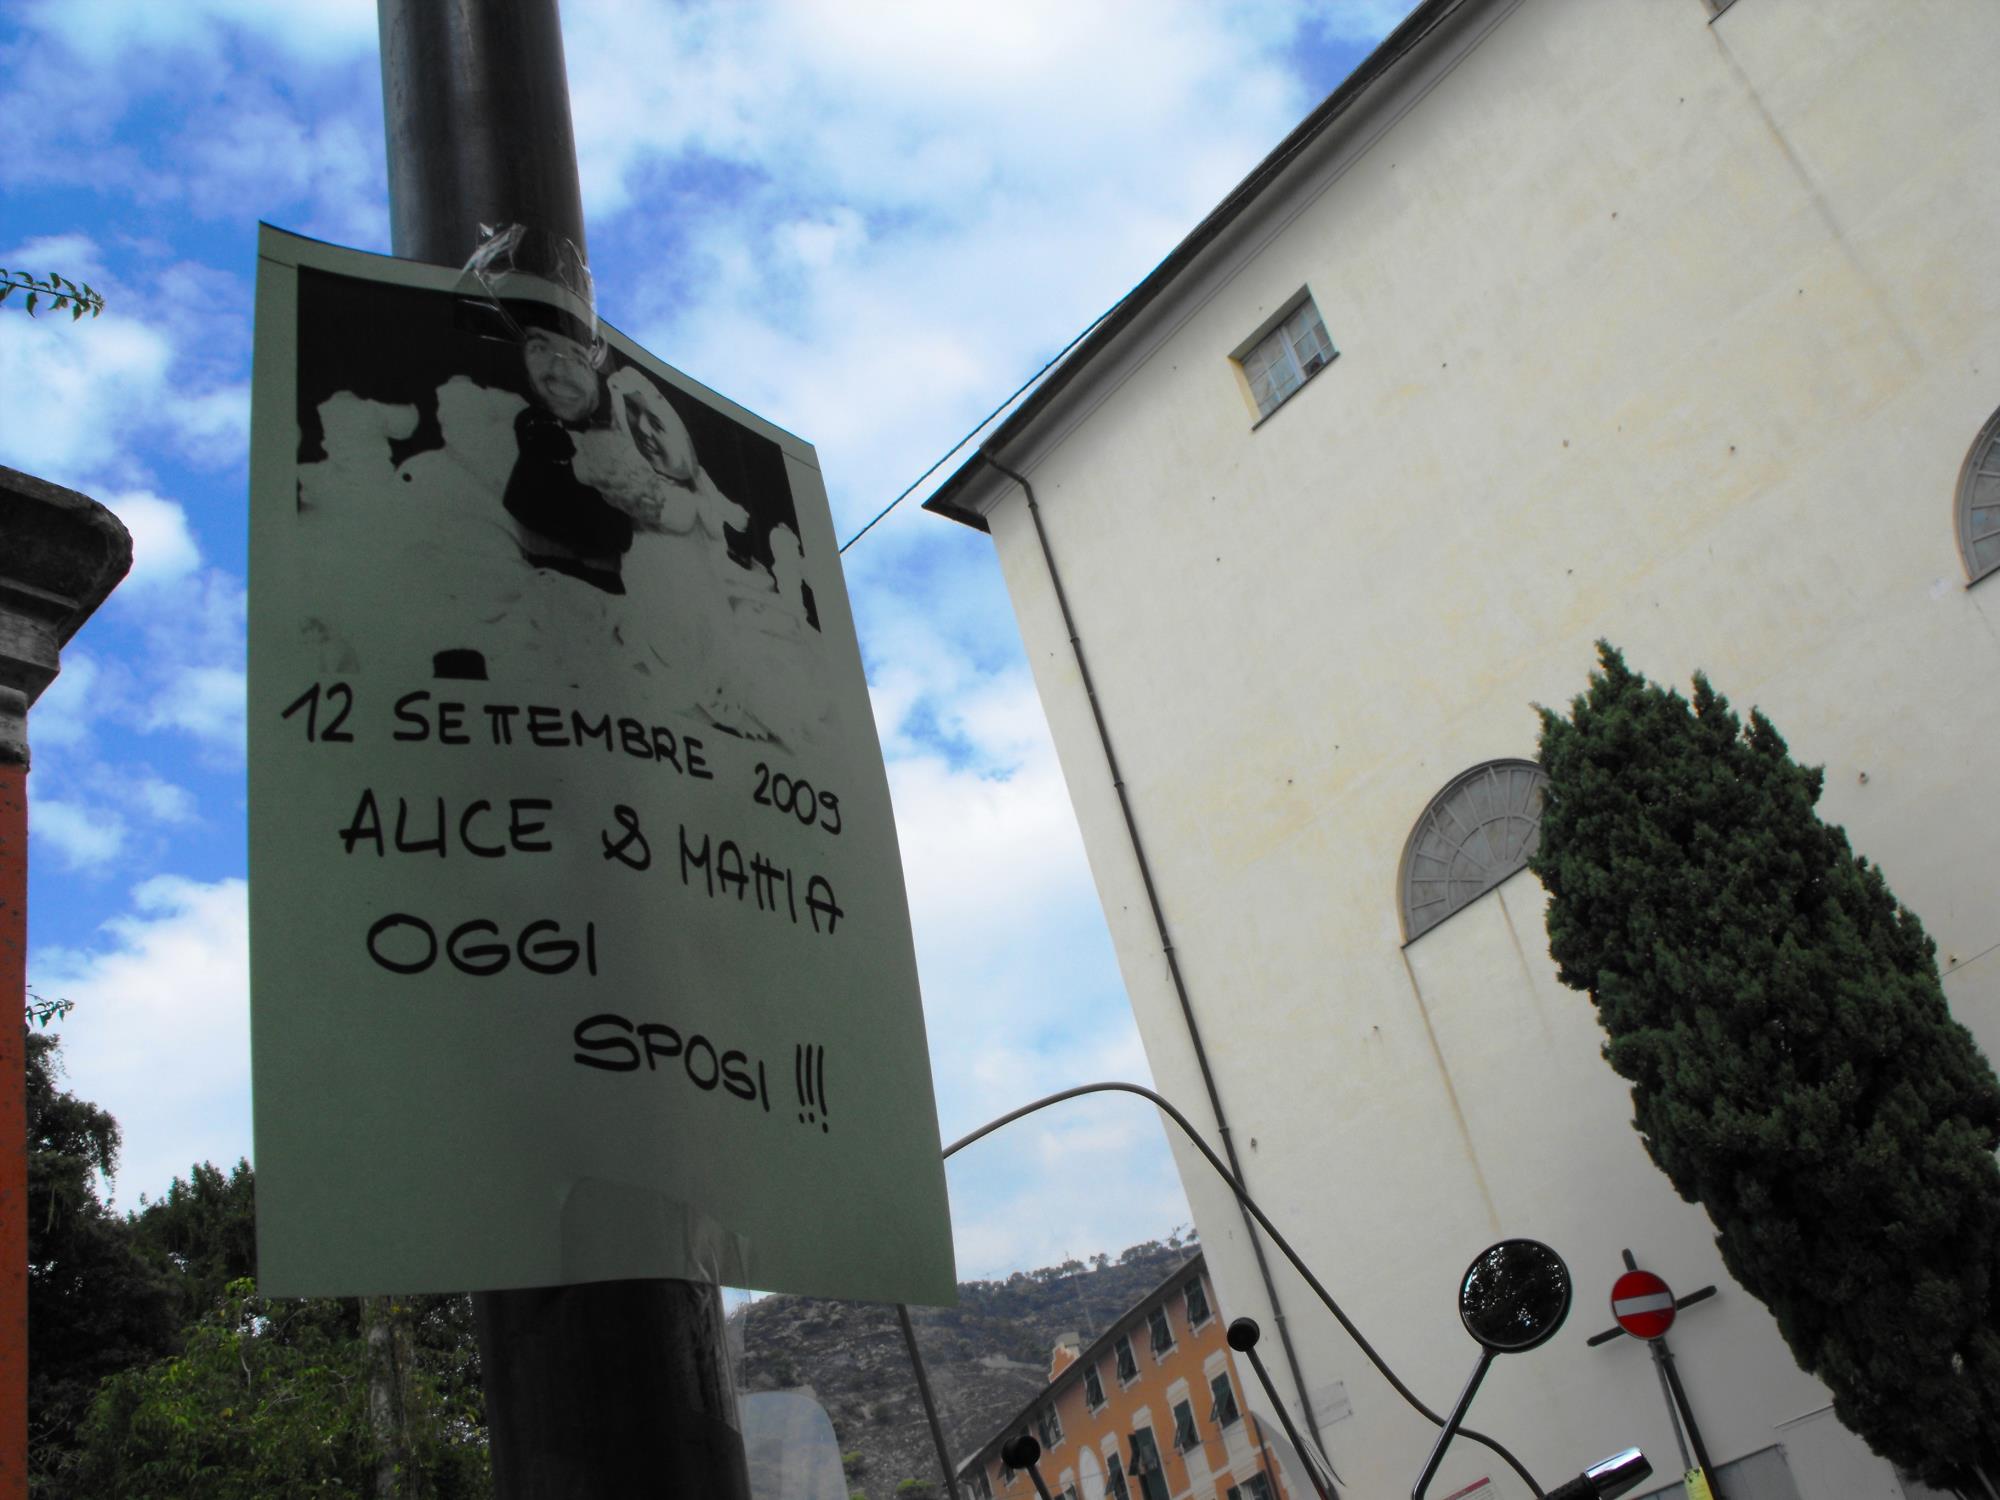 12 SETTEMBRE 2009
ALICE & MATTIA
OGGI
SPOSI !!!